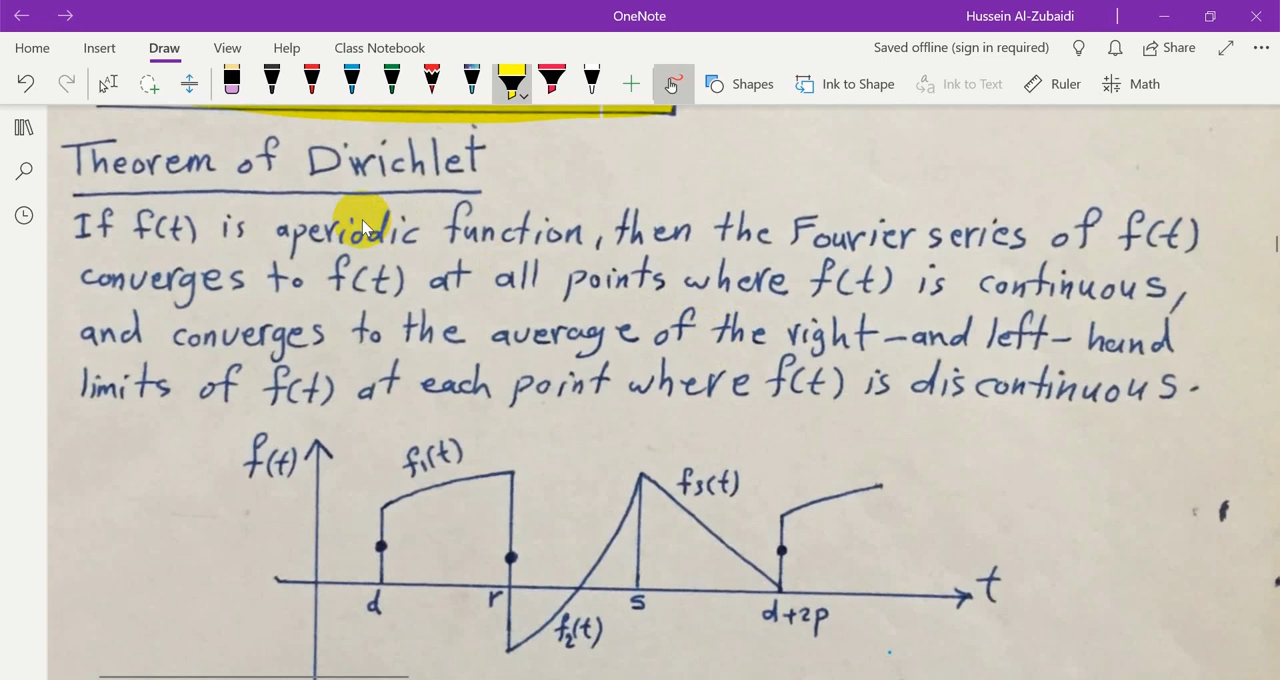 OneNote
Hussein Al-Zubaidi
Home Insert Draw View Help Class Notebook
Saved offline (sign in required)
Share
Shapes
Ink to Shape
Ink to Text
Ruler
Math
Theorem of Dirichlet
If f(t) is aperiodic function, then the Fourier series of f(t)
converges to f(t) at all points where f(t) is continuous,
and converges to the average of the right-and left-hand
limits of f(t) at each point where f(t) is discontinuous.
f(t)
f₁(t)
f₃(t)
t
d
r
s
d+2p
f₂(t)